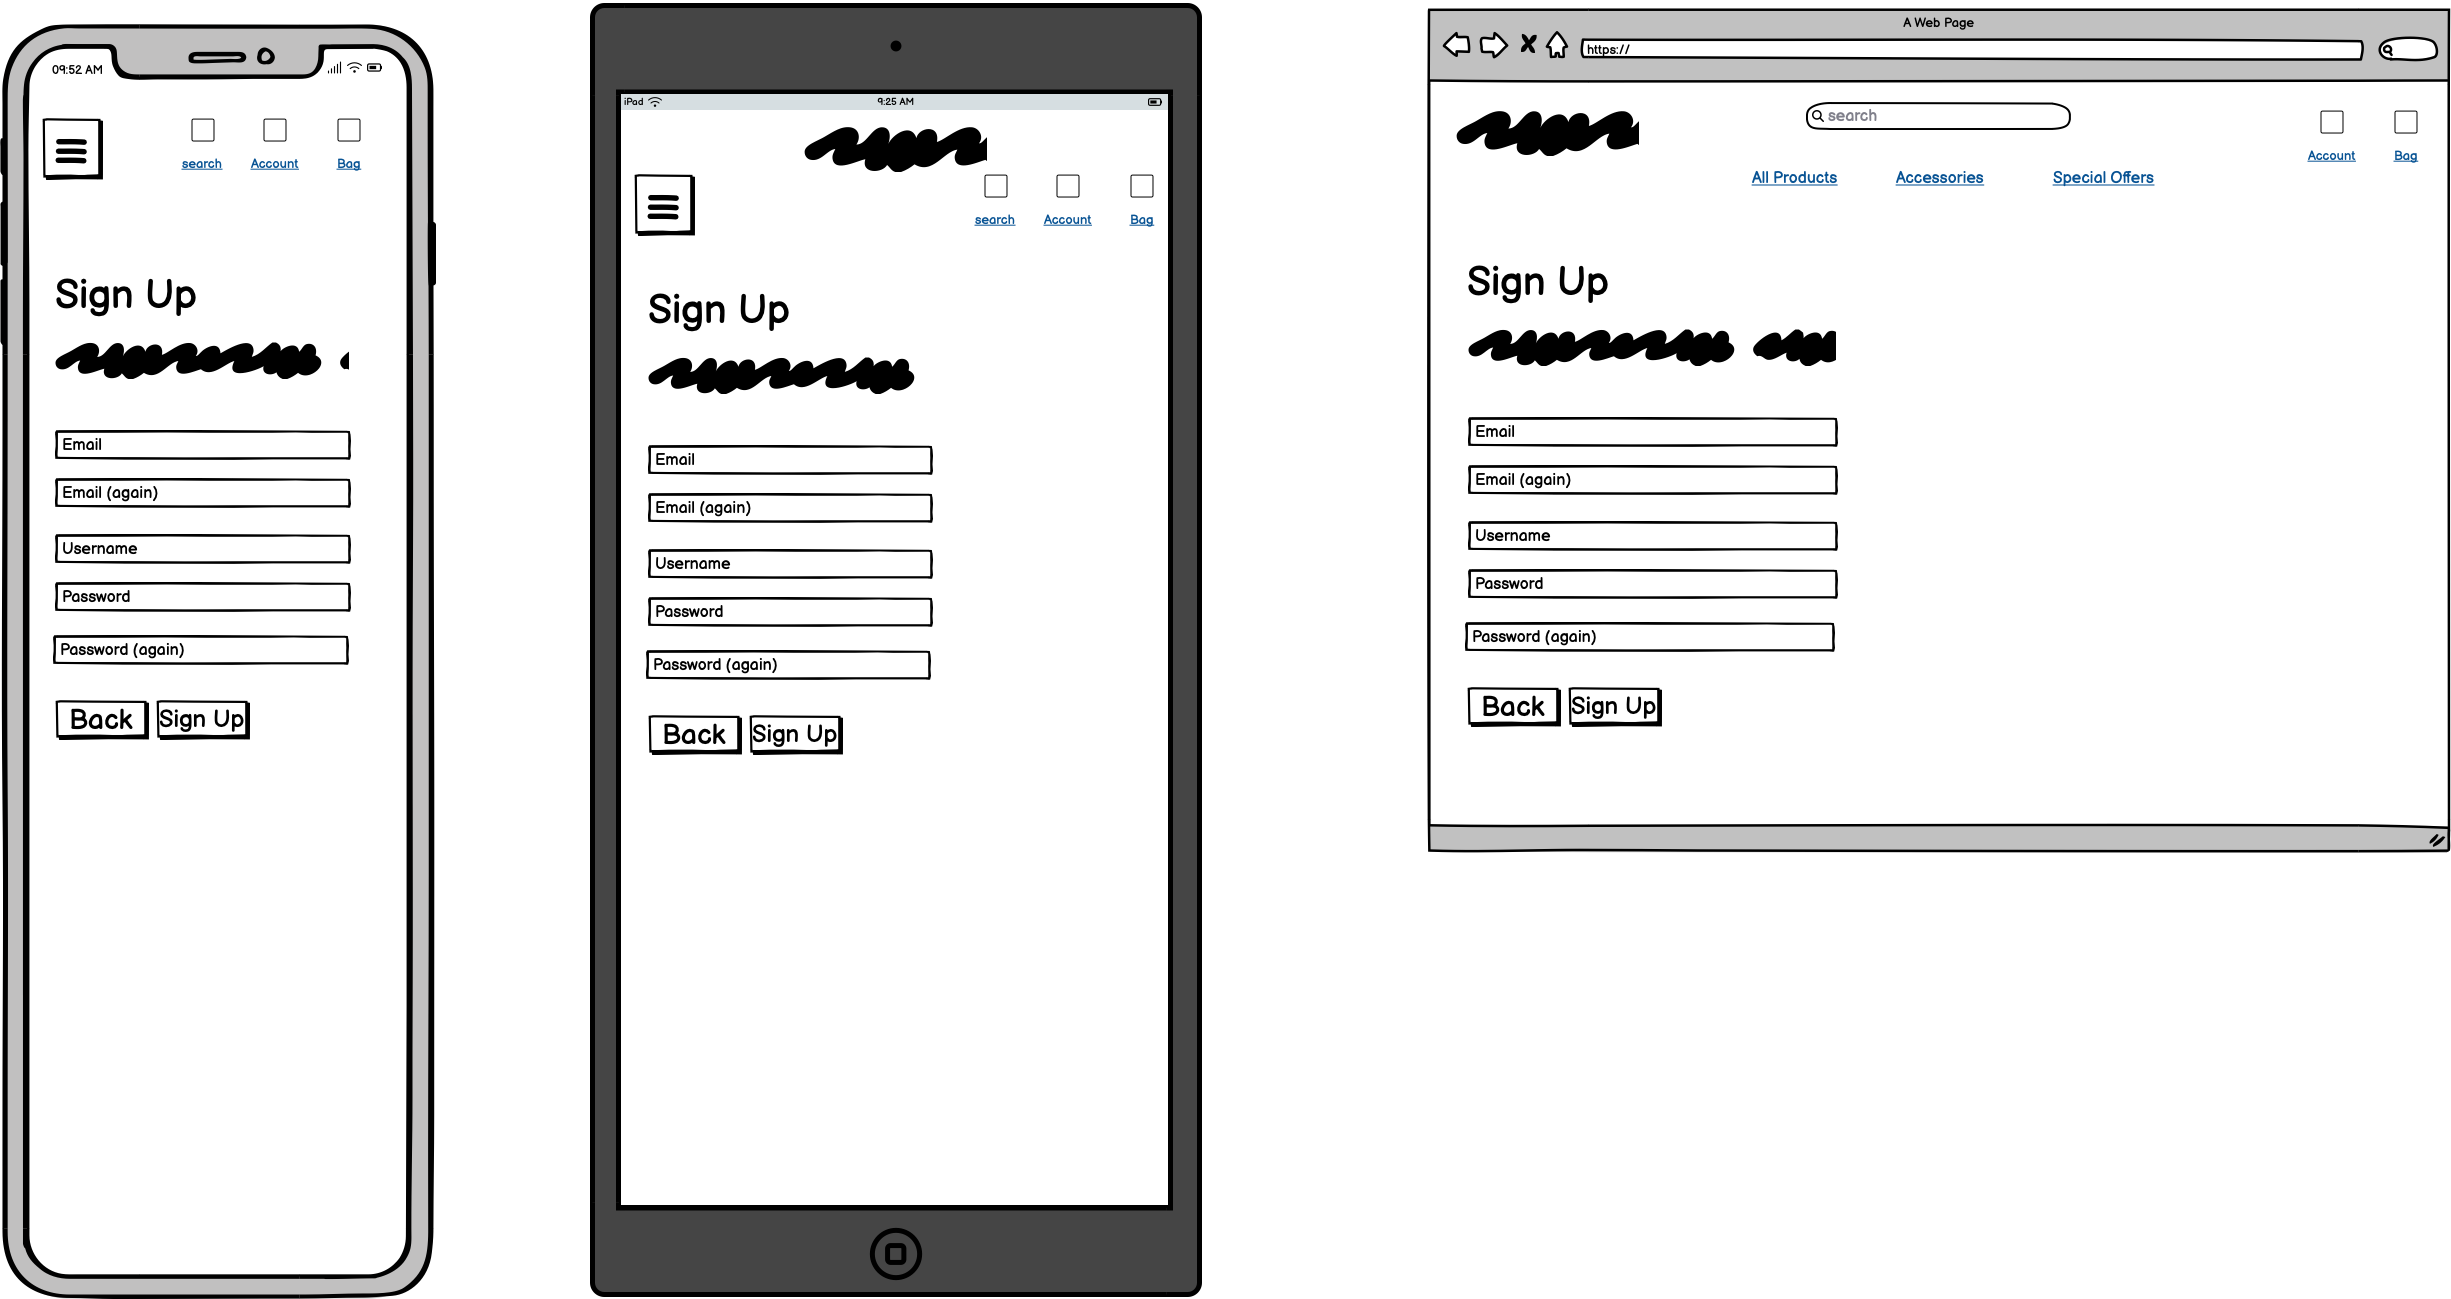 09:52 AM
search Account Bag
Sign Up
Email
Email (again)
Username
Password
Password (again)
Back Sign Up
iPad 9:25 AM
search Account Bag
Sign Up
Email
Email (again)
Username
Password
Password (again)
Back Sign Up
A Web Page
https://
search
Account Bag
All Products Accessories Special Offers
Sign Up
Email
Email (again)
Username
Password
Password (again)
Back Sign Up